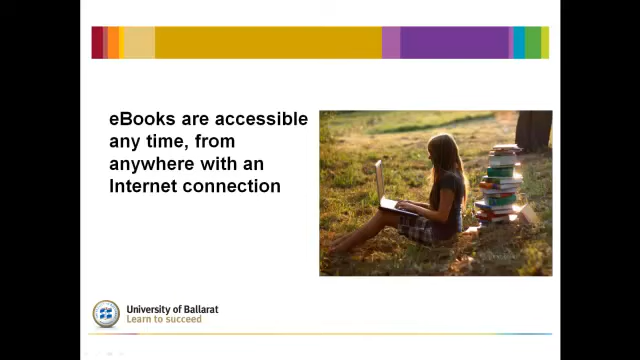 eBooks are accessible
any time, from
anywhere with an
Internet connection
University of Ballarat
Learn to succeed